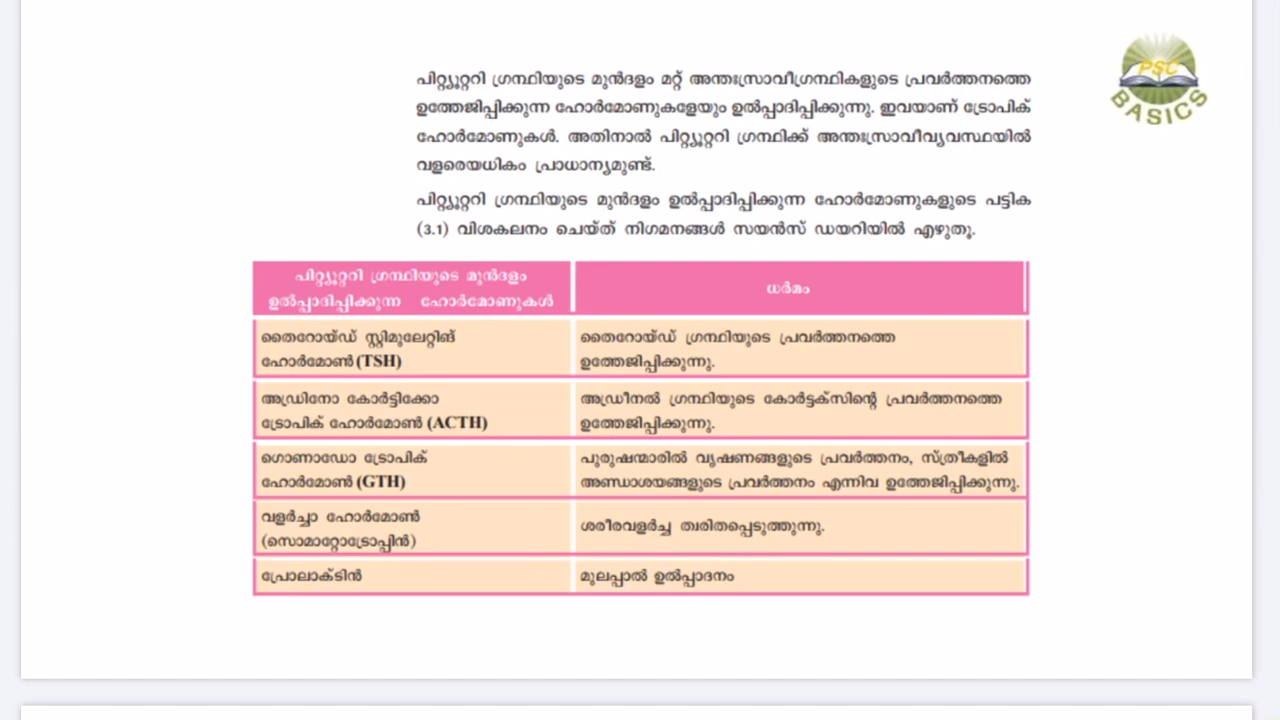 PSC
BASICS
പിറ്റ്യൂറ്ററി ഗ്രന്ഥിയുടെ മുൻദളം മറ്റ് അന്തഃസ്രാവീഗ്രന്ഥികളുടെ പ്രവർത്തനത്തെ
ഉത്തേജിപ്പിക്കുന്ന ഹോർമോണുകളേയും ഉൽപ്പാദിപ്പിക്കുന്നു. ഇവയാണ് ട്രോപിക്
ഹോർമോണുകൾ. അതിനാൽ പിറ്റ്യൂറ്ററി ഗ്രന്ഥിക്ക് അന്തഃസ്രാവീവ്യവസ്ഥയിൽ
വളരെയധികം പ്രാധാന്യമുണ്ട്.
പിറ്റ്യൂറ്ററി ഗ്രന്ഥിയുടെ മുൻദളം ഉൽപ്പാദിപ്പിക്കുന്ന ഹോർമോണുകളുടെ പട്ടിക
(3.1) വിശകലനം ചെയ്ത് നിഗമനങ്ങൾ സയൻസ് ഡയറിയിൽ എഴുതൂ.
പിറ്റ്യൂറ്ററി ഗ്രന്ഥിയുടെ മുൻദളം
ഉൽപ്പാദിപ്പിക്കുന്ന ഹോർമോണുകൾ
ധർമം
തൈറോയ്ഡ് സ്റ്റിമുലേറ്റിങ്
ഹോർമോൺ (TSH)
തൈറോയ്ഡ് ഗ്രന്ഥിയുടെ പ്രവർത്തനത്തെ
ഉത്തേജിപ്പിക്കുന്നു.
അഡ്രിനോ കോർട്ടിക്കോ
ട്രോപിക് ഹോർമോൺ (ACTH)
അഡ്രീനൽ ഗ്രന്ഥിയുടെ കോർട്ടക്സിന്റെ പ്രവർത്തനത്തെ
ഉത്തേജിപ്പിക്കുന്നു.
ഗൊണാഡോ ട്രോപിക്
ഹോർമോൺ (GTH)
പുരുഷന്മാരിൽ വൃഷണങ്ങളുടെ പ്രവർത്തനം, സ്ത്രീകളിൽ
അണ്ഡാശയങ്ങളുടെ പ്രവർത്തനം എന്നിവ ഉത്തേജിപ്പിക്കുന്നു.
വളർച്ചാ ഹോർമോൺ
(സൊമാറ്റോട്രോപ്പിൻ)
ശരീരവളർച്ച ത്വരിതപ്പെടുത്തുന്നു.
പ്രോലാക്ടിൻ
മുലപ്പാൽ ഉൽപ്പാദനം